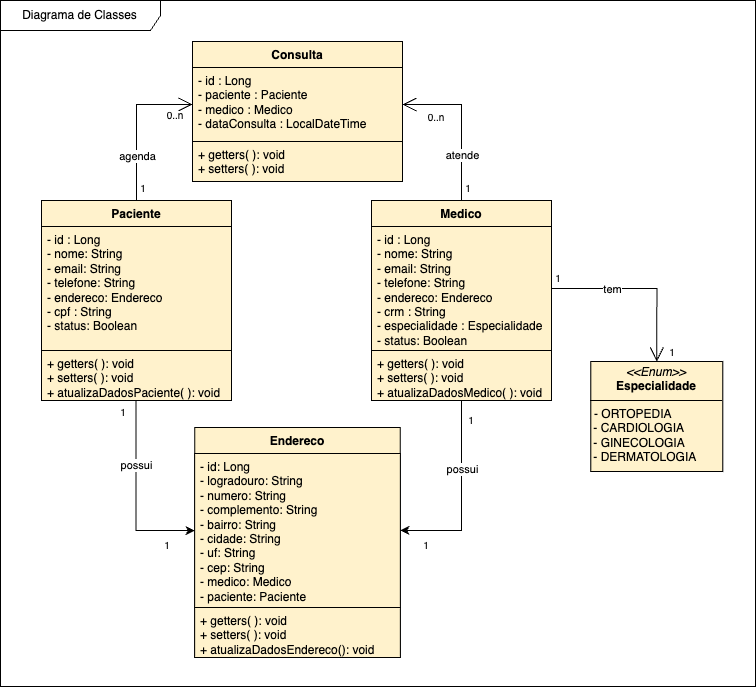 Diagrama de Classes
Consulta
- id : Long
- paciente : Paciente
- medico : Medico
- dataConsulta : LocalDateTime
+ getters( ): void
+ setters( ): void
0..n
0..n
agenda
atende
1
1
Paciente
- id : Long
- nome: String
- email: String
- telefone: String
- endereco: Endereco
- cpf : String
- status: Boolean
+ getters( ): void
+ setters( ): void
+ atualizaDadosPaciente( ): void
Medico
- id : Long
- nome: String
- email: String
- telefone: String
- endereco: Endereco
- crm : String
- especialidade : Especialidade
- status: Boolean
+ getters( ): void
+ setters( ): void
+ atualizaDadosMedico( ): void
1
tem
1
<<Enum>>
Especialidade
- ORTOPEDIA
- CARDIOLOGIA
- GINECOLOGIA
- DERMATOLOGIA
1
1
possui
possui
1
1
Endereco
- id: Long
- logradouro: String
- numero: String
- complemento: String
- bairro: String
- cidade: String
- uf: String
- cep: String
- medico: Medico
- paciente: Paciente
+ getters( ): void
+ setters( ): void
+ atualizaDadosEndereco(): void